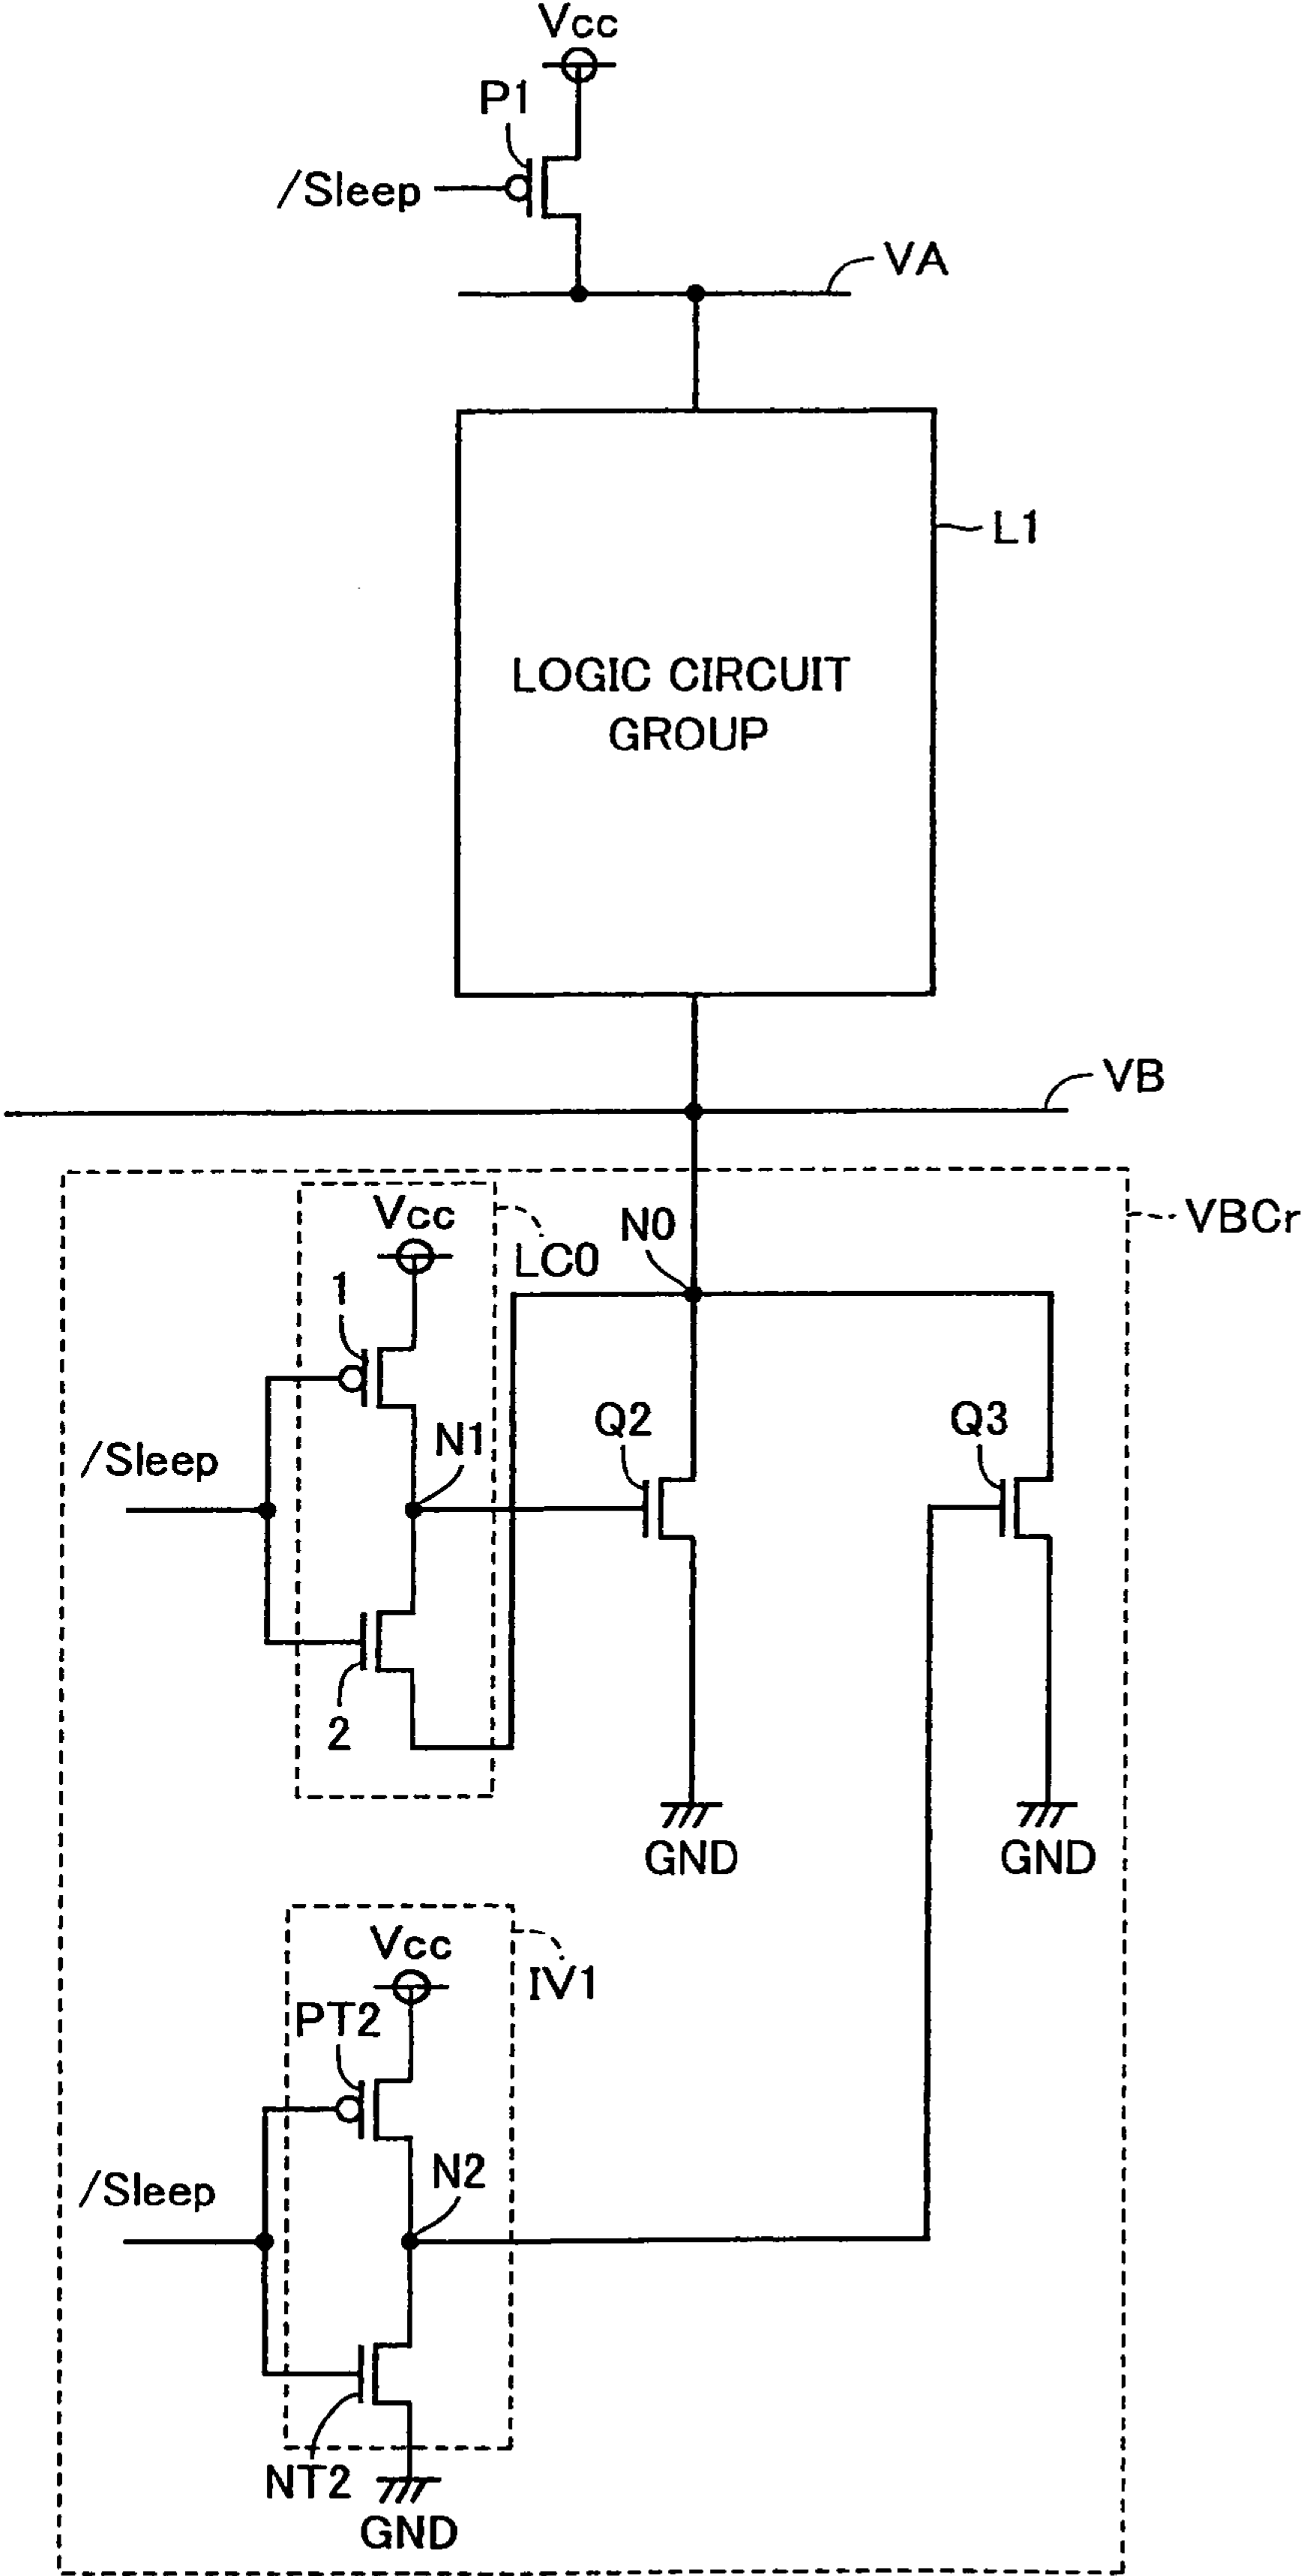 Vcc
P1
/Sleep
VA
L1
LOGIC CIRCUIT
GROUP
VB
Vcc
LC0
N0
VBCr
1
/Sleep
N1
Q2
Q3
2
GND
GND
Vcc
IV1
PT2
/Sleep
N2
NT2
GND